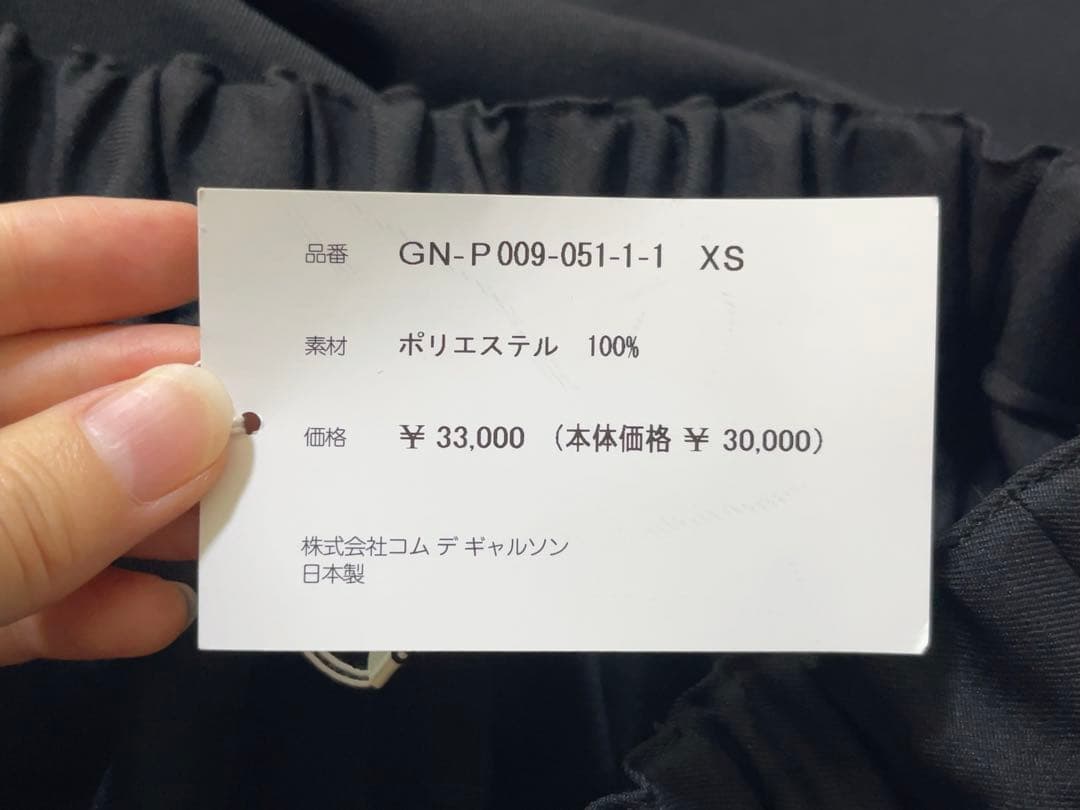 品番 GN-P009-051-1-1 XS
素材 ポリエステル 100%
価格 ¥ 33,000 (本体価格 ¥ 30,000)
株式会社コム デ ギャルソン
日本製